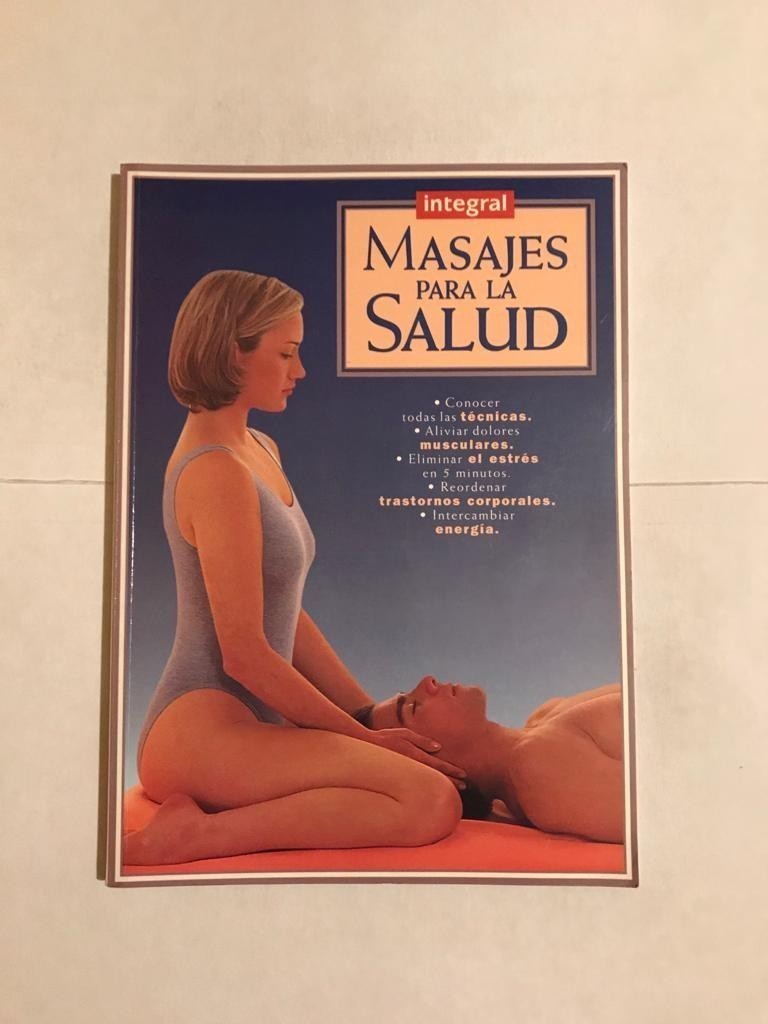 integral
MASAJES
PARA LA
SALUD
• Conocer
todas las técnicas.
• Aliviar dolores
musculares.
• Eliminar el estrés
en 5 minutos.
• Reordenar
trastornos corporales.
• Intercambiar
energía.